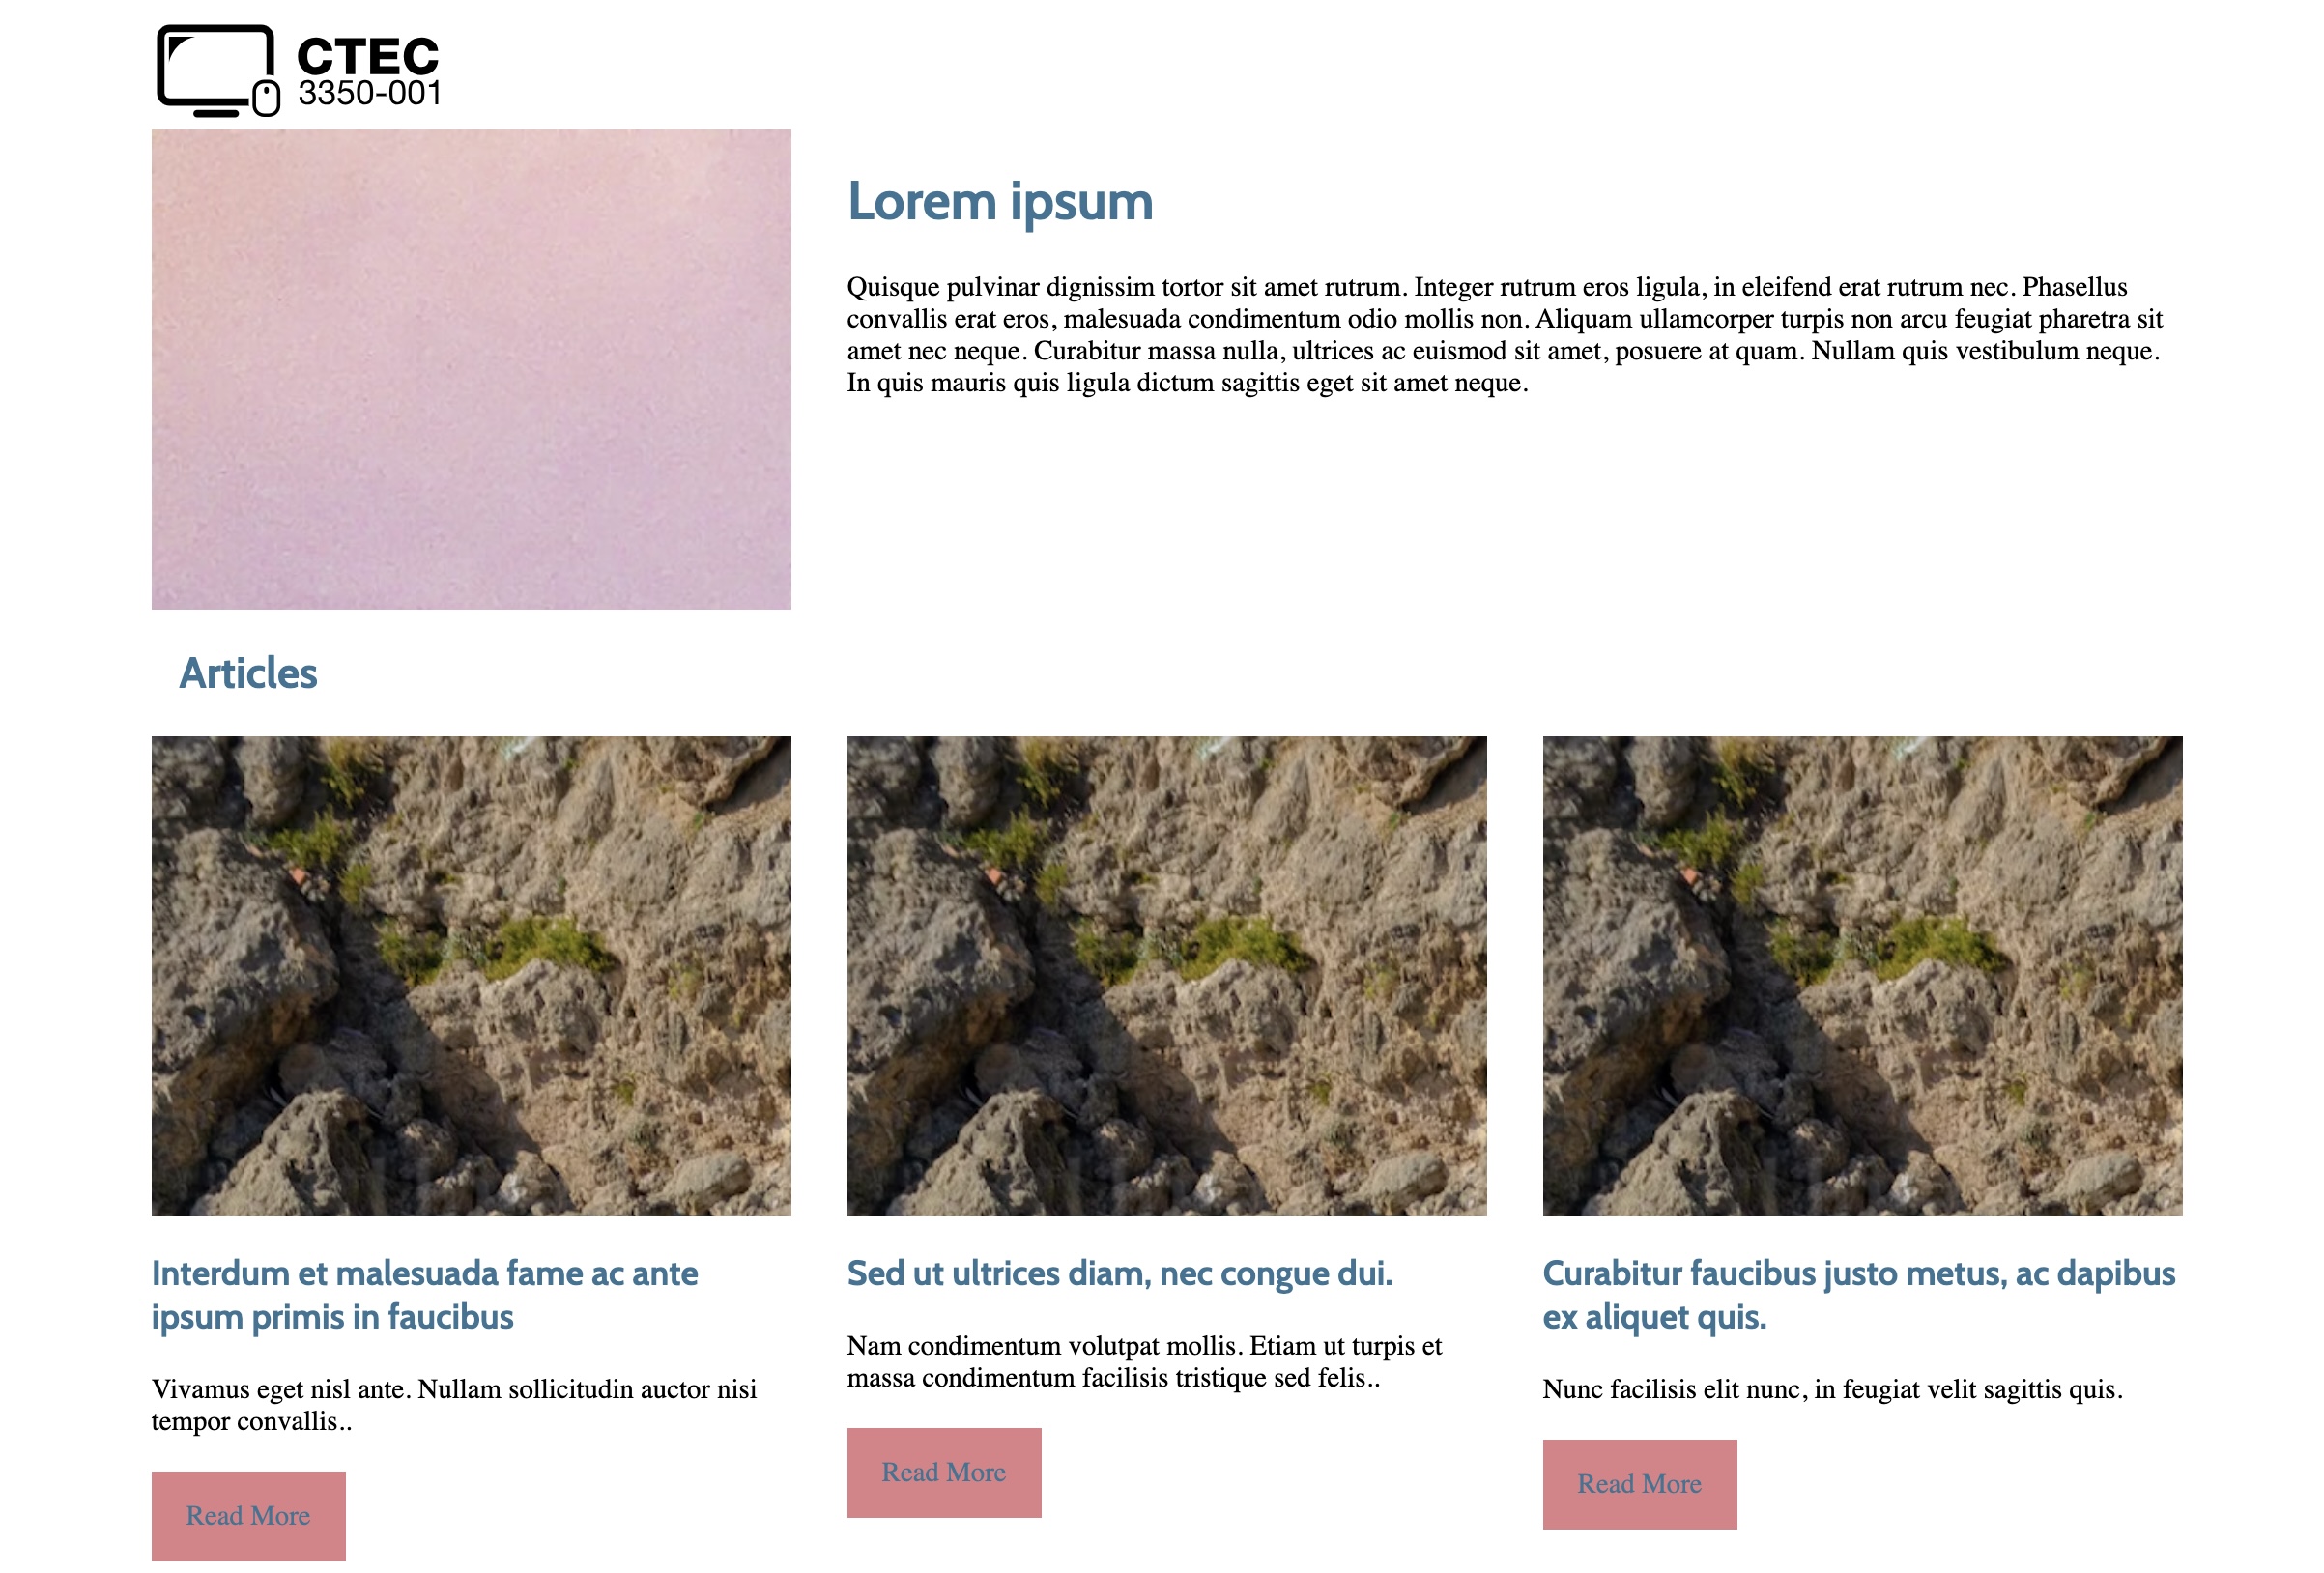 CTEC
3350-001
Lorem ipsum
Quisque pulvinar dignissim tortor sit amet rutrum. Integer rutrum eros ligula, in eleifend erat rutrum nec. Phasellus
convallis erat eros, malesuada condimentum odio mollis non. Aliquam ullamcorper turpis non arcu feugiat pharetra sit
amet nec neque. Curabitur massa nulla, ultrices ac euismod sit amet, posuere at quam. Nullam quis vestibulum neque.
In quis mauris quis ligula dictum sagittis eget sit amet neque.
Articles
Interdum et malesuada fame ac ante
ipsum primis in faucibus
Vivamus eget nisl ante. Nullam sollicitudin auctor nisi
tempor convallis..
Read More
Sed ut ultrices diam, nec congue dui.
Nam condimentum volutpat mollis. Etiam ut turpis et
massa condimentum facilisis tristique sed felis..
Read More
Curabitur faucibus justo metus, ac dapibus
ex aliquet quis.
Nunc facilisis elit nunc, in feugiat velit sagittis quis.
Read More